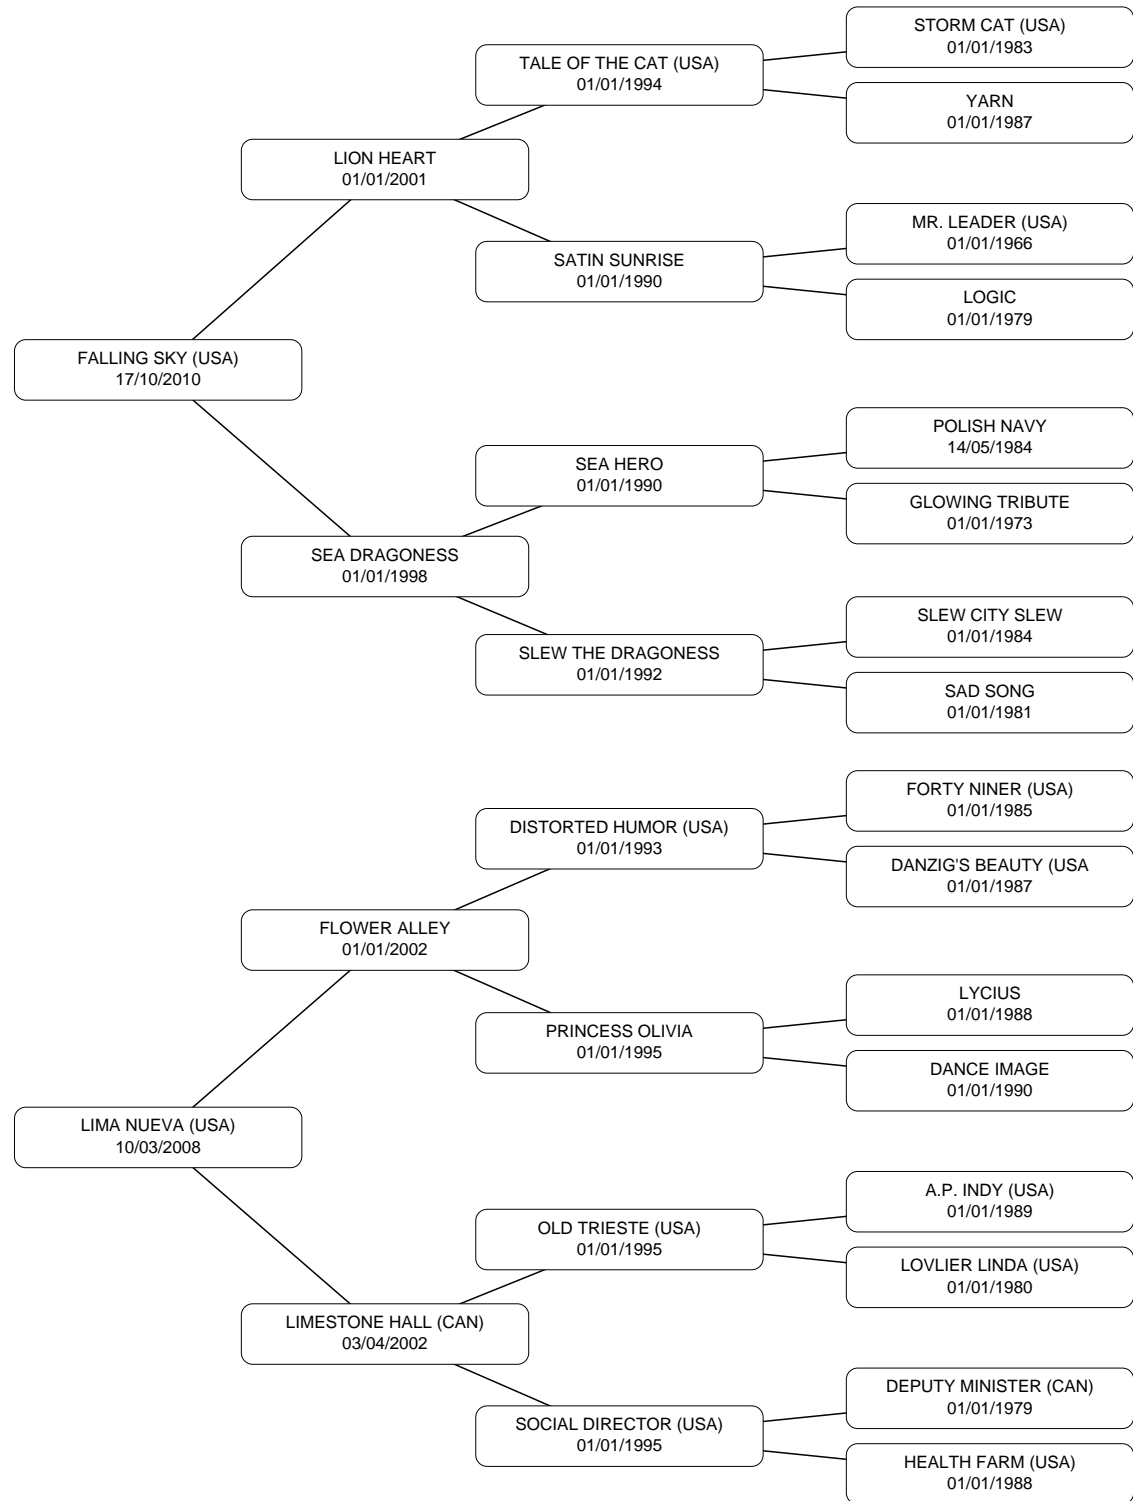 STORM CAT (USA)
01/01/1983
TALE OF THE CAT (USA)
01/01/1994
YARN
01/01/1987
LION HEART
01/01/2001
MR. LEADER (USA)
01/01/1966
SATIN SUNRISE
01/01/1990
LOGIC
01/01/1979
FALLING SKY (USA)
17/10/2010
POLISH NAVY
14/05/1984
SEA HERO
01/01/1990
GLOWING TRIBUTE
01/01/1973
SEA DRAGONESS
01/01/1998
SLEW CITY SLEW
01/01/1984
SLEW THE DRAGONESS
01/01/1992
SAD SONG
01/01/1981
FORTY NINER (USA)
01/01/1985
DISTORTED HUMOR (USA)
01/01/1993
DANZIG'S BEAUTY (USA
01/01/1987
FLOWER ALLEY
01/01/2002
LYCIUS
01/01/1988
PRINCESS OLIVIA
01/01/1995
DANCE IMAGE
01/01/1990
LIMA NUEVA (USA)
10/03/2008
A.P. INDY (USA)
01/01/1989
OLD TRIESTE (USA)
01/01/1995
LOVLIER LINDA (USA)
01/01/1980
LIMESTONE HALL (CAN)
03/04/2002
DEPUTY MINISTER (CAN)
01/01/1979
SOCIAL DIRECTOR (USA)
01/01/1995
HEALTH FARM (USA)
01/01/1988